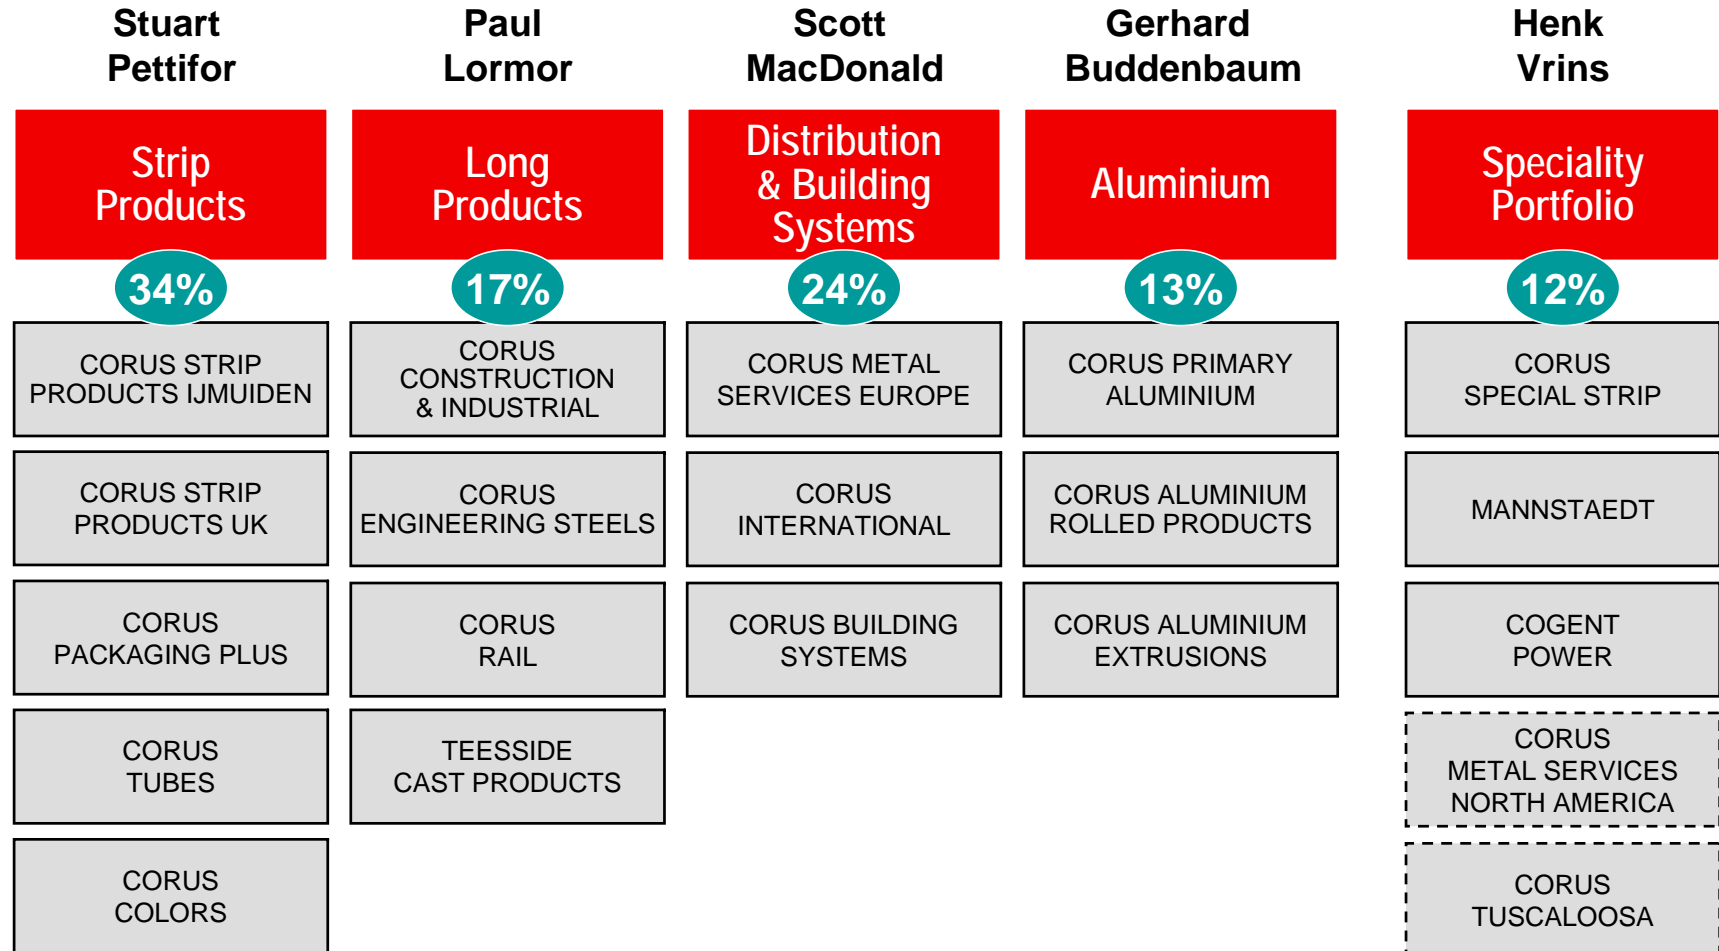 Stuart
Pettifor
Strip
Products
34%
CORUS STRIP
PRODUCTS IJMUIDEN
CORUS STRIP
PRODUCTS UK
CORUS
PACKAGING PLUS
CORUS
TUBES
CORUS
COLORS
Paul
Lormor
Long
Products
17%
CORUS
CONSTRUCTION
& INDUSTRIAL
CORUS
ENGINEERING STEELS
CORUS
RAIL
TEESSIDE
CAST PRODUCTS
Scott
MacDonald
Distribution
& Building
Systems
24%
CORUS METAL
SERVICES EUROPE
CORUS
INTERNATIONAL
CORUS BUILDING
SYSTEMS
Gerhard
Buddenbaum
Aluminium
13%
CORUS PRIMARY
ALUMINIUM
CORUS ALUMINIUM
ROLLED PRODUCTS
CORUS ALUMINIUM
EXTRUSIONS
Henk
Vrins
Speciality
Portfolio
12%
CORUS
SPECIAL STRIP
MANNSTAEDT
COGENT
POWER
CORUS
METAL SERVICES
NORTH AMERICA
CORUS
TUSCALOOSA